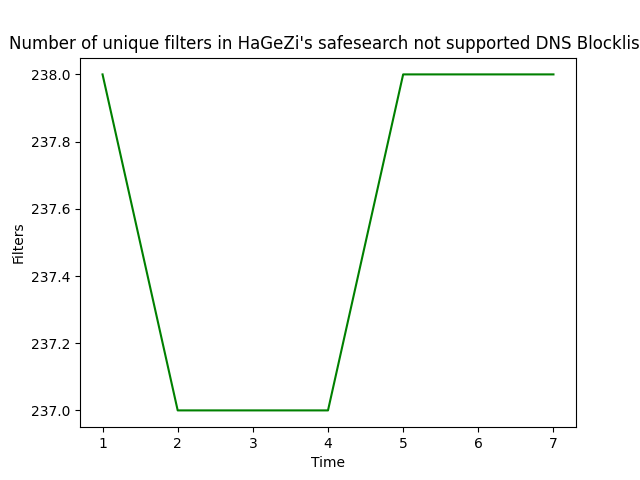 Number of unique filters in HaGeZi's safesearch not supported DNS Blocklis
238.0
237.8
237.6
237.4
237.2
237.0
Filters
1 2 3 4 5 6 7
Time